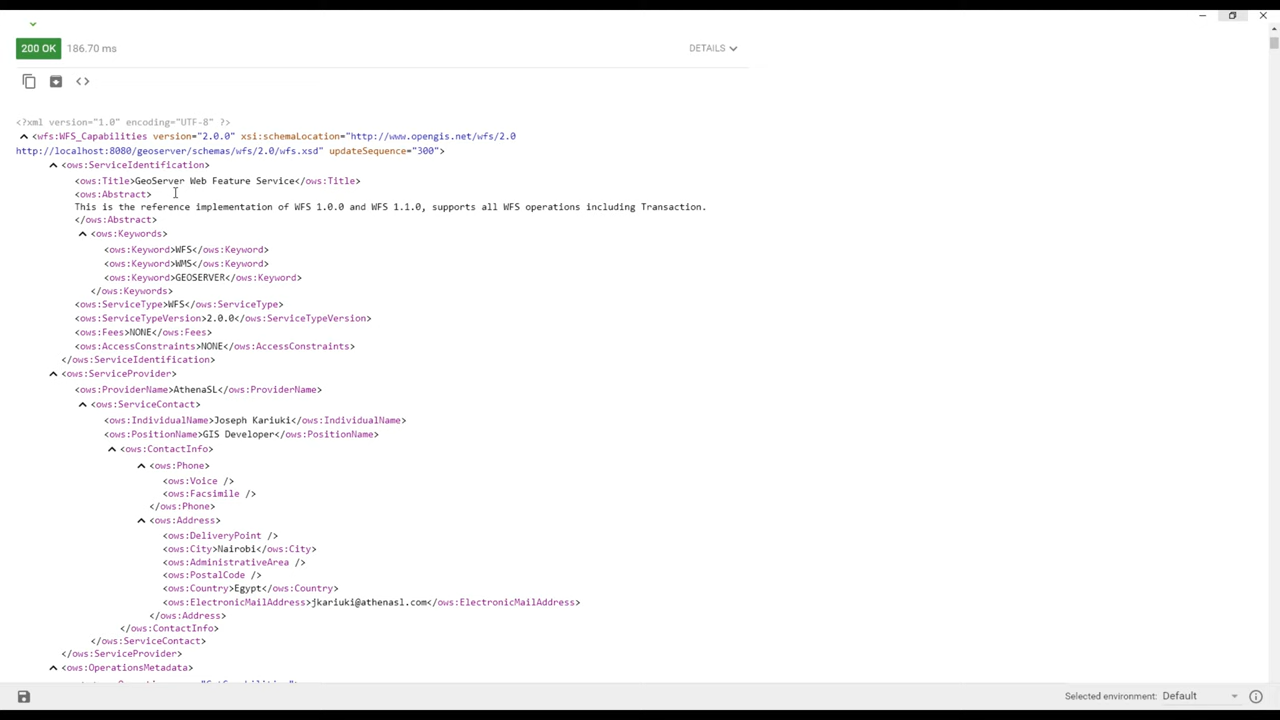 200 OK 186.70 ms DETAILS
<?xml version="1.0" encoding="UTF-8" ?>
<wfs:WFS_Capabilities version="2.0.0" xsi:schemaLocation="http://www.opengis.net/wfs/2.0
http://localhost:8080/geoserver/schemas/wfs/2.0/wfs.xsd" updateSequence="300">
<ows:ServiceIdentification>
<ows:Title>GeoServer Web Feature Service</ows:Title>
<ows:Abstract>
This is the reference implementation of WFS 1.0.0 and WFS 1.1.0, supports all WFS operations including Transaction.
</ows:Abstract>
<ows:Keywords>
<ows:Keyword>WFS</ows:Keyword>
<ows:Keyword>WMS</ows:Keyword>
<ows:Keyword>GEOSERVER</ows:Keyword>
</ows:Keywords>
<ows:ServiceType>WFS</ows:ServiceType>
<ows:ServiceTypeVersion>2.0.0</ows:ServiceTypeVersion>
<ows:Fees>NONE</ows:Fees>
<ows:AccessConstraints>NONE</ows:AccessConstraints>
</ows:ServiceIdentification>
<ows:ServiceProvider>
<ows:ProviderName>AthenaSL</ows:ProviderName>
<ows:ServiceContact>
<ows:IndividualName>Joseph Kariuki</ows:IndividualName>
<ows:PositionName>GIS Developer</ows:PositionName>
<ows:ContactInfo>
<ows:Phone>
<ows:Voice />
<ows:Facsimile />
</ows:Phone>
<ows:Address>
<ows:DeliveryPoint />
<ows:City>Nairobi</ows:City>
<ows:AdministrativeArea />
<ows:PostalCode />
<ows:Country>Egypt</ows:Country>
<ows:ElectronicMailAddress>jkariuki@athenasl.com</ows:ElectronicMailAddress>
</ows:Address>
</ows:ContactInfo>
</ows:ServiceContact>
</ows:ServiceProvider>
<ows:OperationsMetadata>
Selected environment: Default